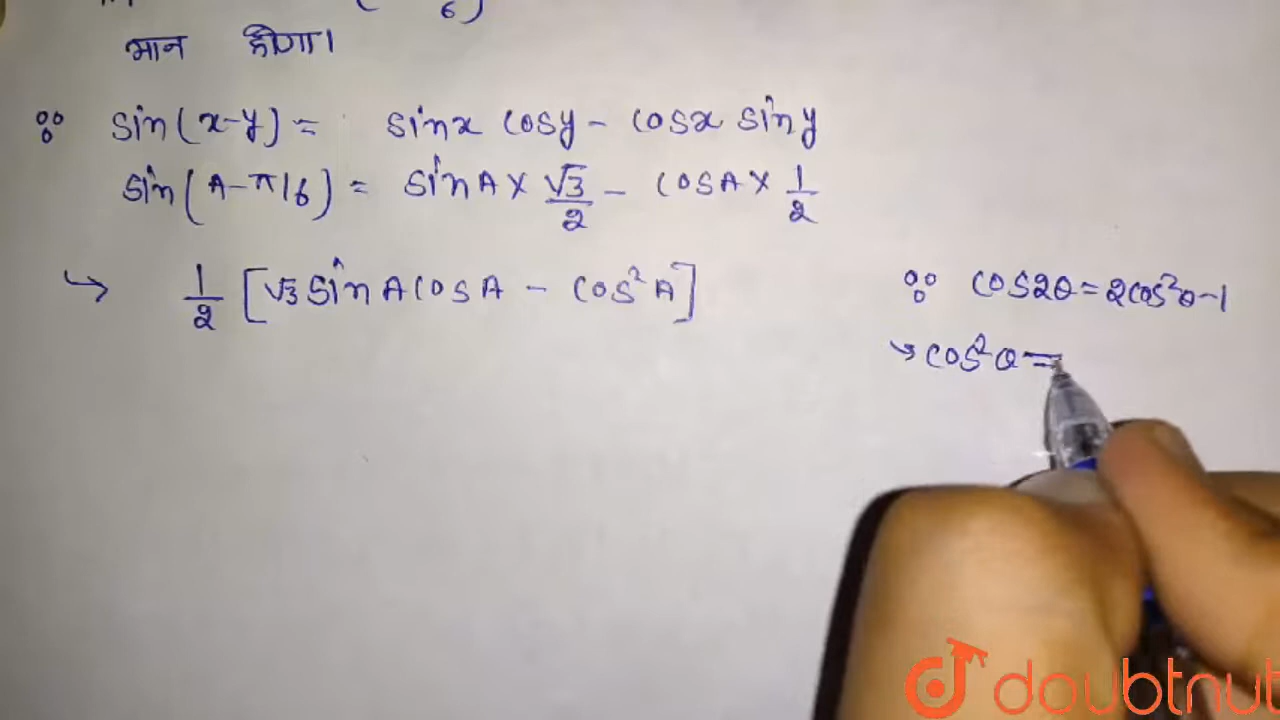 6)
मान होगा।
∵ sin(x-y) = sinx cosy - cosx siny
sin(A-π/6) = sinA × √3/2 - cosA × 1/2
↪ 1/2 [√3 sinA cosA - cos²A]
∵ cos2θ = 2cos²θ-1
→ cos²θ =
doubtnut